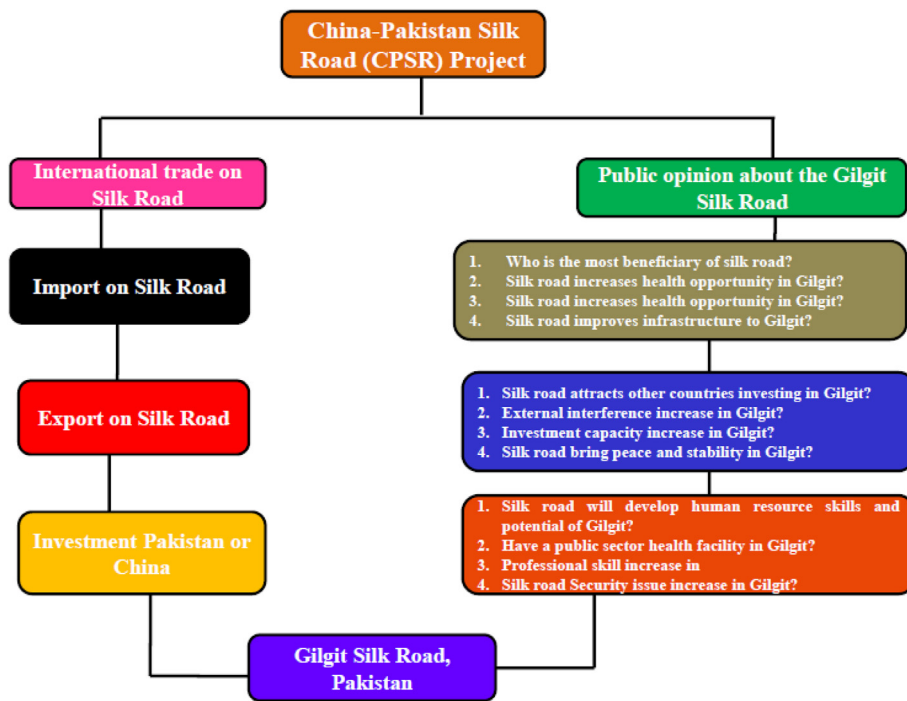 China-Pakistan Silk
Road (CPSR) Project
International trade on
Silk Road
Import on Silk Road
Export on Silk Road
Investment Pakistan or
China
Public opinion about the Gilgit
Silk Road
1. Who is the most beneficiary of silk road?
2. Silk road increases health opportunity in Gilgit?
3. Silk road increases health opportunity in Gilgit?
4. Silk road improves infrastructure to Gilgit?
1. Silk road attracts other countries investing in Gilgit?
2. External interference increase in Gilgit?
3. Investment capacity increase in Gilgit?
4. Silk road bring peace and stability in Gilgit?
1. Silk road will develop human resource skills and
potential of Gilgit?
2. Have a public sector health facility in Gilgit?
3. Professional skill increase in
4. Silk road Security issue increase in Gilgit?
Gilgit Silk Road,
Pakistan